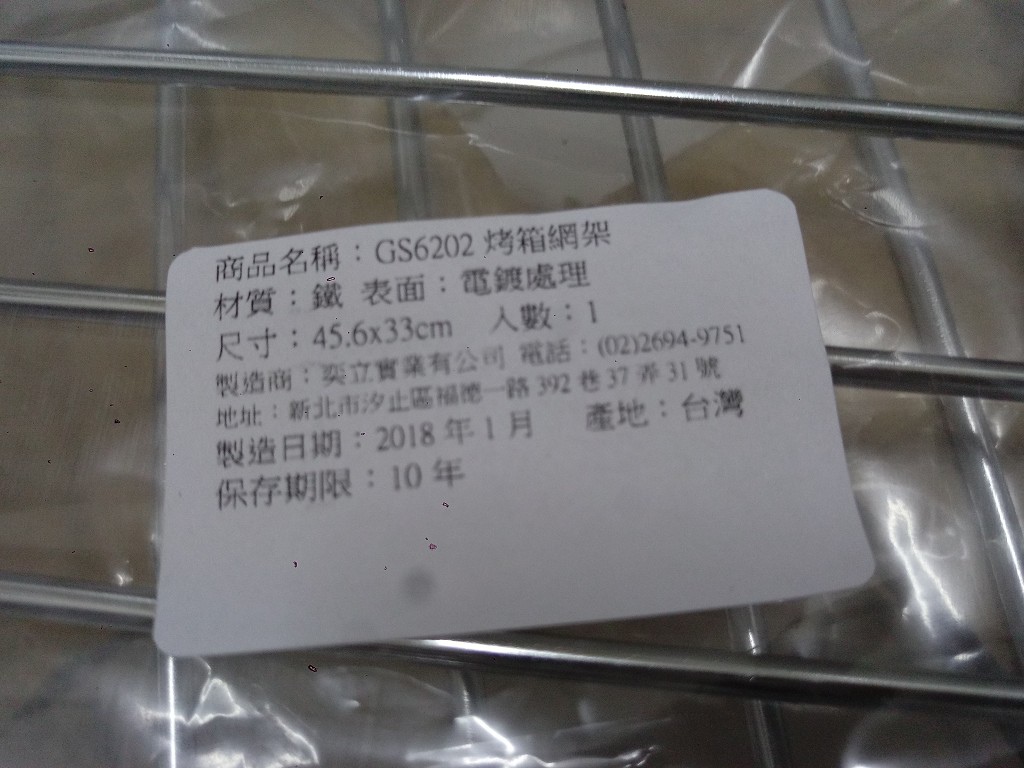 商品名稱：GS6202 烤箱網架
材質：鐵 表面：電鍍處理
尺寸：45.6x33cm 入數：1
製造商：奕立實業有公司 電話：(02)2694-9751
地址：新北市汐止區福德一路 392 巷 37 弄 31 號
製造日期：2018 年 1 月 產地：台灣
保存期限：10 年